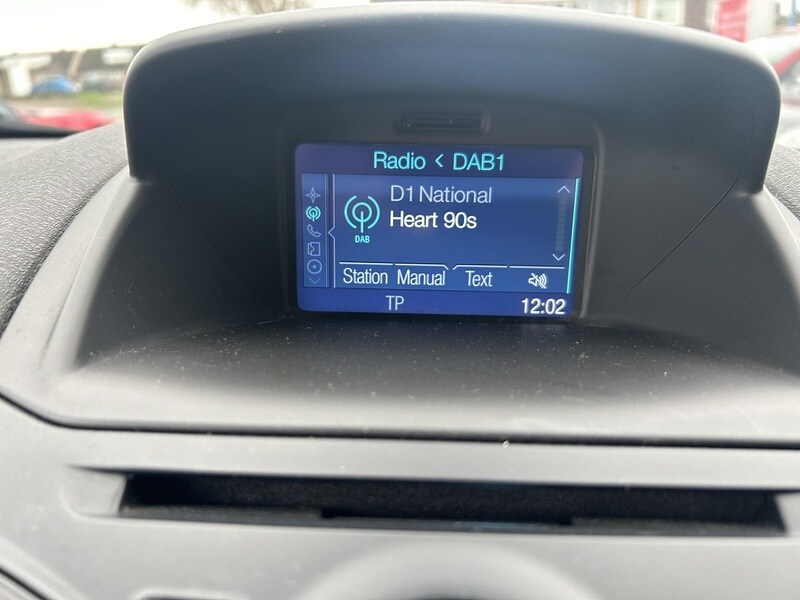 Radio < DAB1
D1 National
Heart 90s
DAB
Station Manual Text
TP 12:02